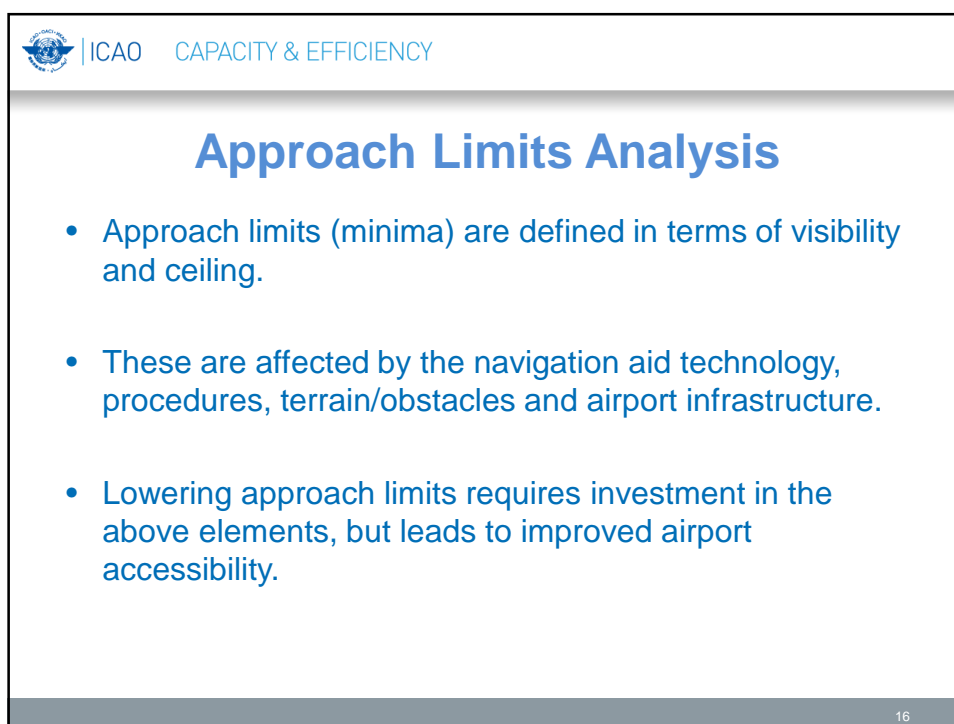 ICAO CAPACITY & EFFICIENCY
Approach Limits Analysis
• Approach limits (minima) are defined in terms of visibility
and ceiling.
• These are affected by the navigation aid technology,
procedures, terrain/obstacles and airport infrastructure.
• Lowering approach limits requires investment in the
above elements, but leads to improved airport
accessibility.
16